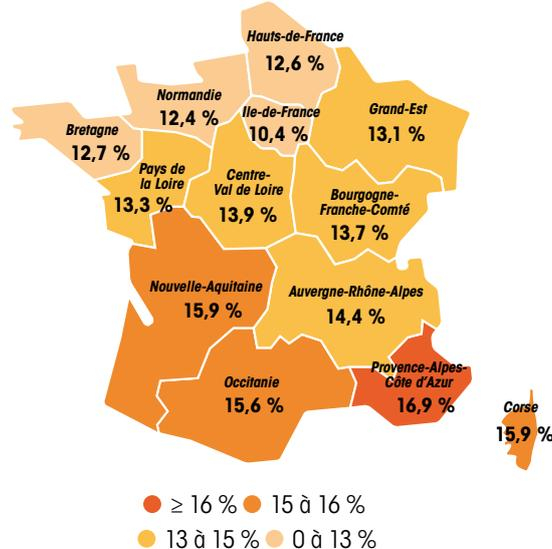 Hauts-de-France
12,6 %
Normandie
12,4 %
Ile-de-France
10,4 %
Grand-Est
13,1 %
Bretagne
12,7 %
Pays de
la Loire
13,3 %
Centre-
Val de Loire
13,9 %
Bourgogne-
Franche-Comté
13,7 %
Nouvelle-Aquitaine
15,9 %
Auvergne-Rhône-Alpes
14,4 %
Occitanie
15,6 %
Provence-Alpes-
Côte d'Azur
16,9 %
Corse
15,9 %
≥ 16 % 15 à 16 %
13 à 15 % 0 à 13 %